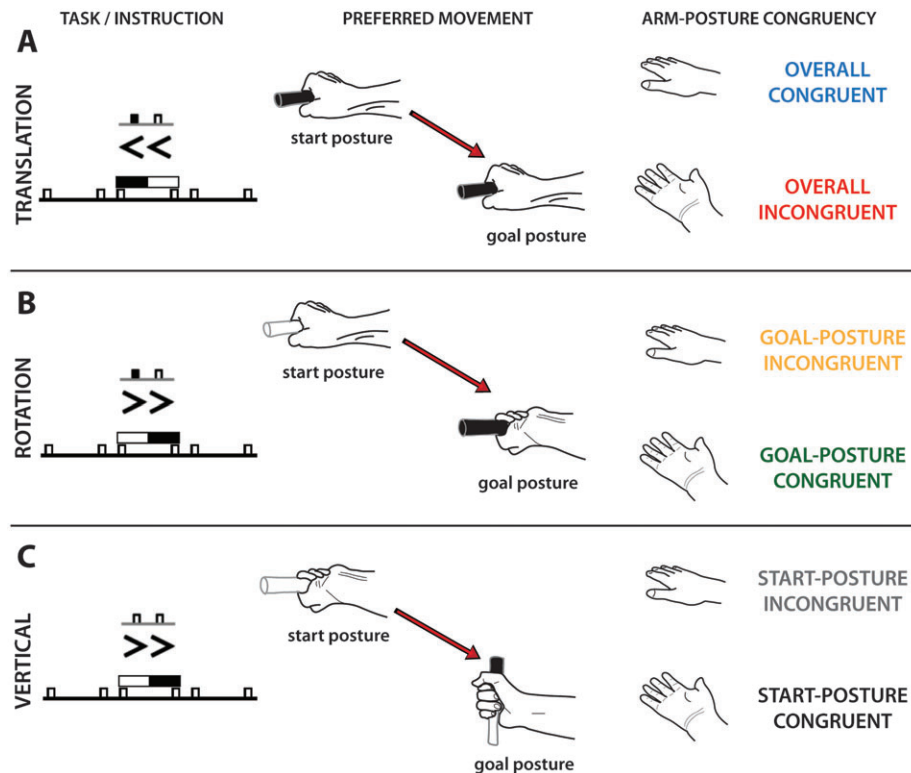 TASK / INSTRUCTION
PREFERRED MOVEMENT
ARM-POSTURE CONGRUENCY
A
TRANSLATION
start posture
goal posture
OVERALL
CONGRUENT
OVERALL
INCONGRUENT
B
ROTATION
start posture
goal posture
GOAL-POSTURE
INCONGRUENT
GOAL-POSTURE
CONGRUENT
C
VERTICAL
start posture
goal posture
START-POSTURE
INCONGRUENT
START-POSTURE
CONGRUENT